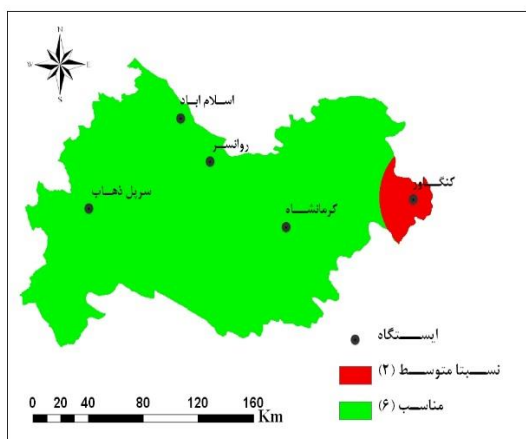 N
W E
S
اسلام اباد
روانسر
سرپل ذهاب
کرمانشاه
کنگاور
ایستگاه
نسبتا متوسط (۲)
مناسب (۶)
0 20 40 80 120 160
Km